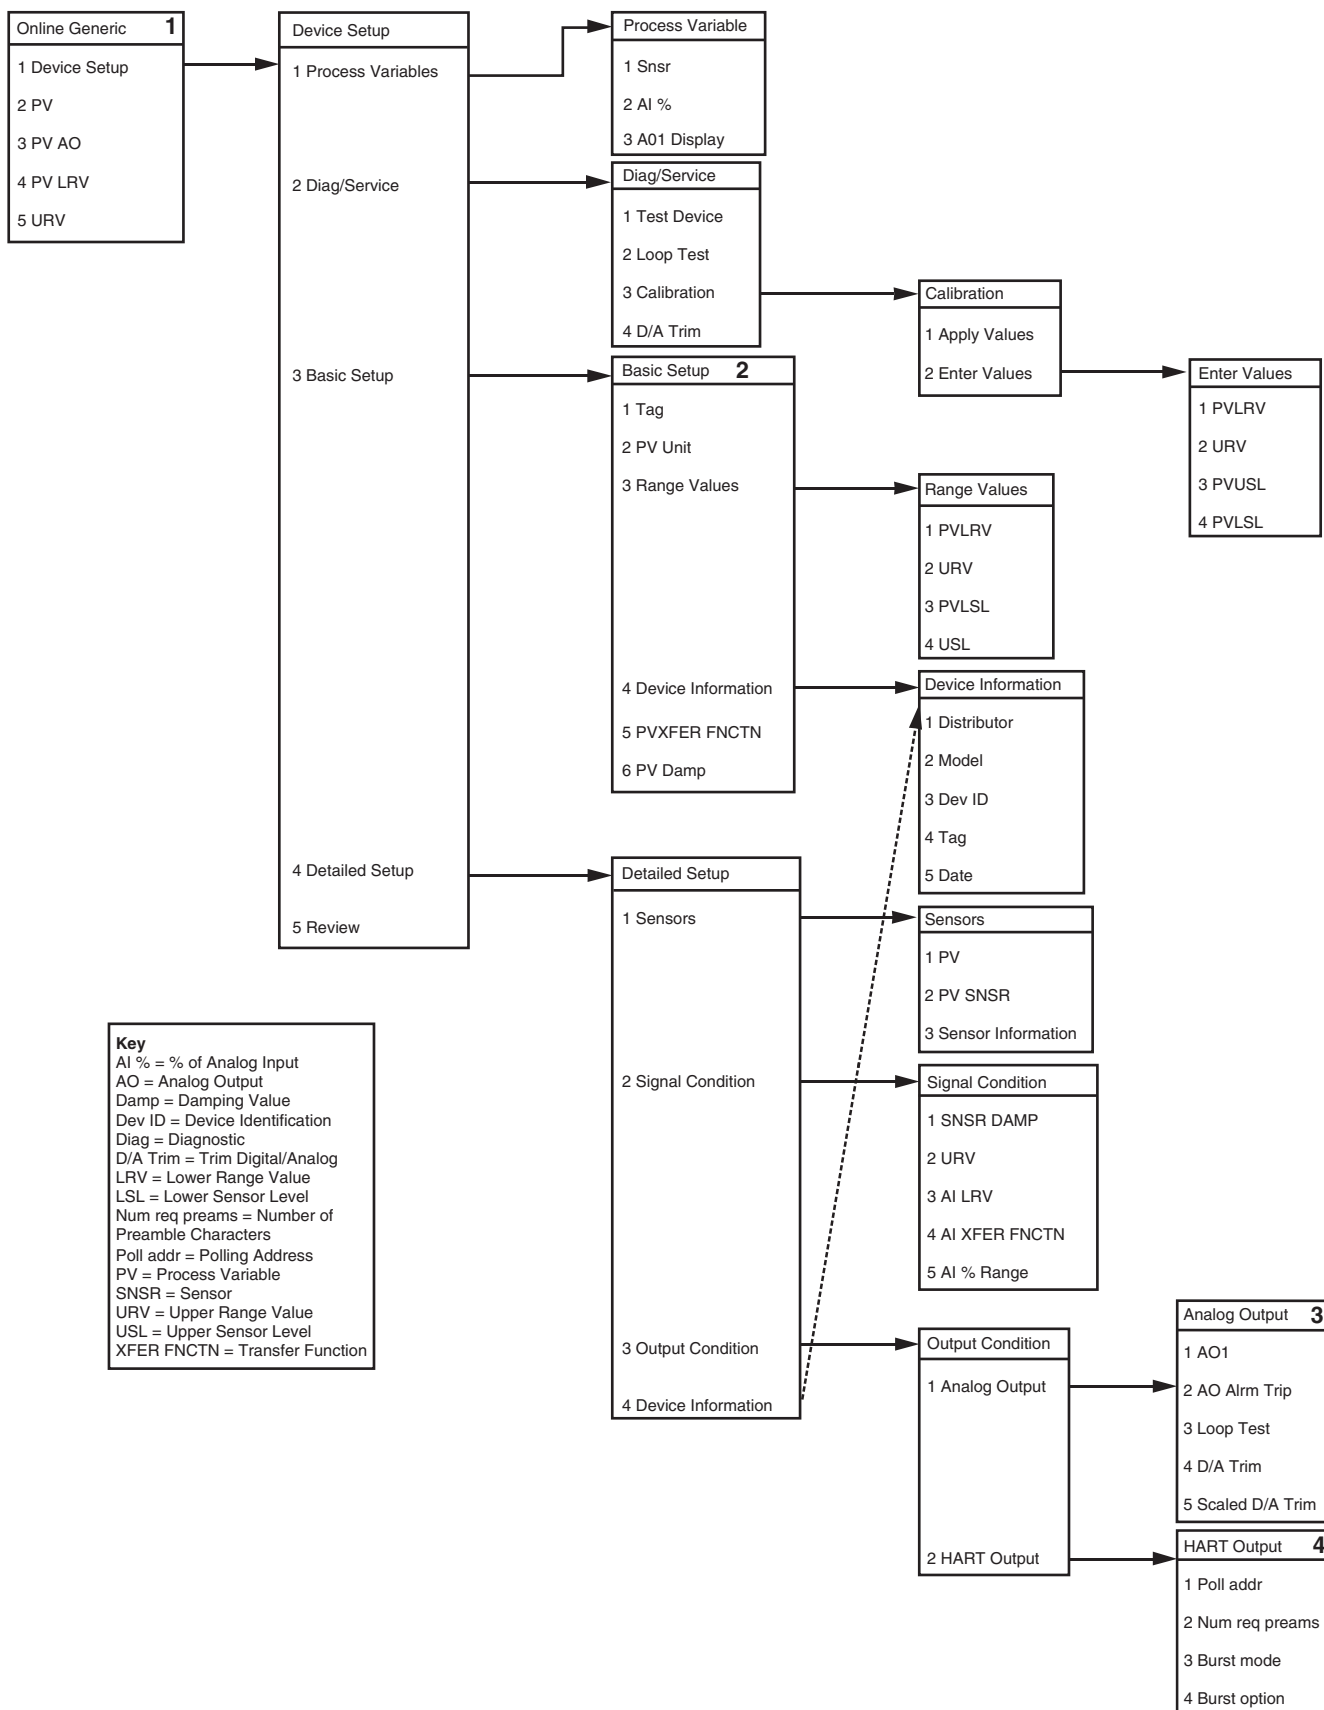 Online Generic 1
1 Device Setup
2 PV
3 PV AO
4 PV LRV
5 URV
Device Setup
1 Process Variables
2 Diag/Service
3 Basic Setup
4 Detailed Setup
5 Review
Process Variable
1 Snsr
2 AI %
3 A01 Display
Diag/Service
1 Test Device
2 Loop Test
3 Calibration
4 D/A Trim
Calibration
1 Apply Values
2 Enter Values
Enter Values
1 PVLRV
2 URV
3 PVUSL
4 PVLSL
Basic Setup 2
1 Tag
2 PV Unit
3 Range Values
4 Device Information
5 PVXFER FNCTN
6 PV Damp
Range Values
1 PVLRV
2 URV
3 PVLSL
4 USL
Device Information
1 Distributor
2 Model
3 Dev ID
4 Tag
5 Date
Detailed Setup
1 Sensors
2 Signal Condition
3 Output Condition
4 Device Information
Sensors
1 PV
2 PV SNSR
3 Sensor Information
Signal Condition
1 SNSR DAMP
2 URV
3 AI LRV
4 AI XFER FNCTN
5 AI % Range
Output Condition
1 Analog Output
2 HART Output
Analog Output 3
1 AO1
2 AO Alrm Trip
3 Loop Test
4 D/A Trim
5 Scaled D/A Trim
HART Output 4
1 Poll addr
2 Num req preams
3 Burst mode
4 Burst option
Key
AI % = % of Analog Input
AO = Analog Output
Damp = Damping Value
Dev ID = Device Identification
Diag = Diagnostic
D/A Trim = Trim Digital/Analog
LRV = Lower Range Value
LSL = Lower Sensor Level
Num req preams = Number of
Preamble Characters
Poll addr = Polling Address
PV = Process Variable
SNSR = Sensor
URV = Upper Range Value
USL = Upper Sensor Level
XFER FNCTN = Transfer Function